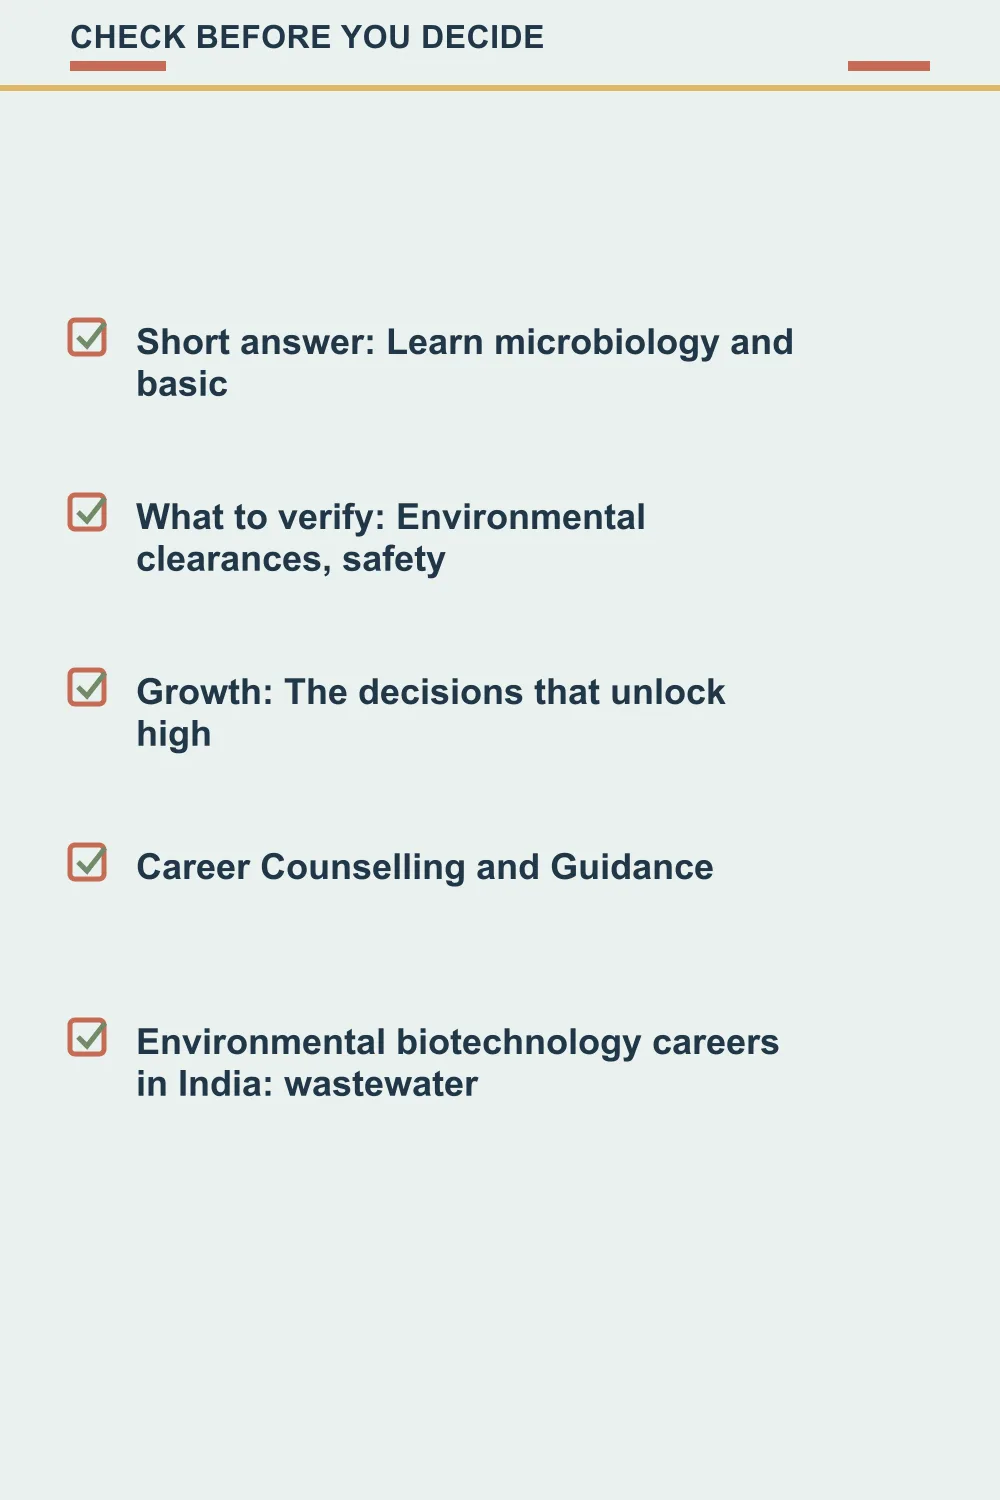 CHECK BEFORE YOU DECIDE
Short answer: Learn microbiology and
basic
What to verify: Environmental
clearances, safety
Growth: The decisions that unlock
high
Career Counselling and Guidance
Environmental biotechnology careers
in India: wastewater